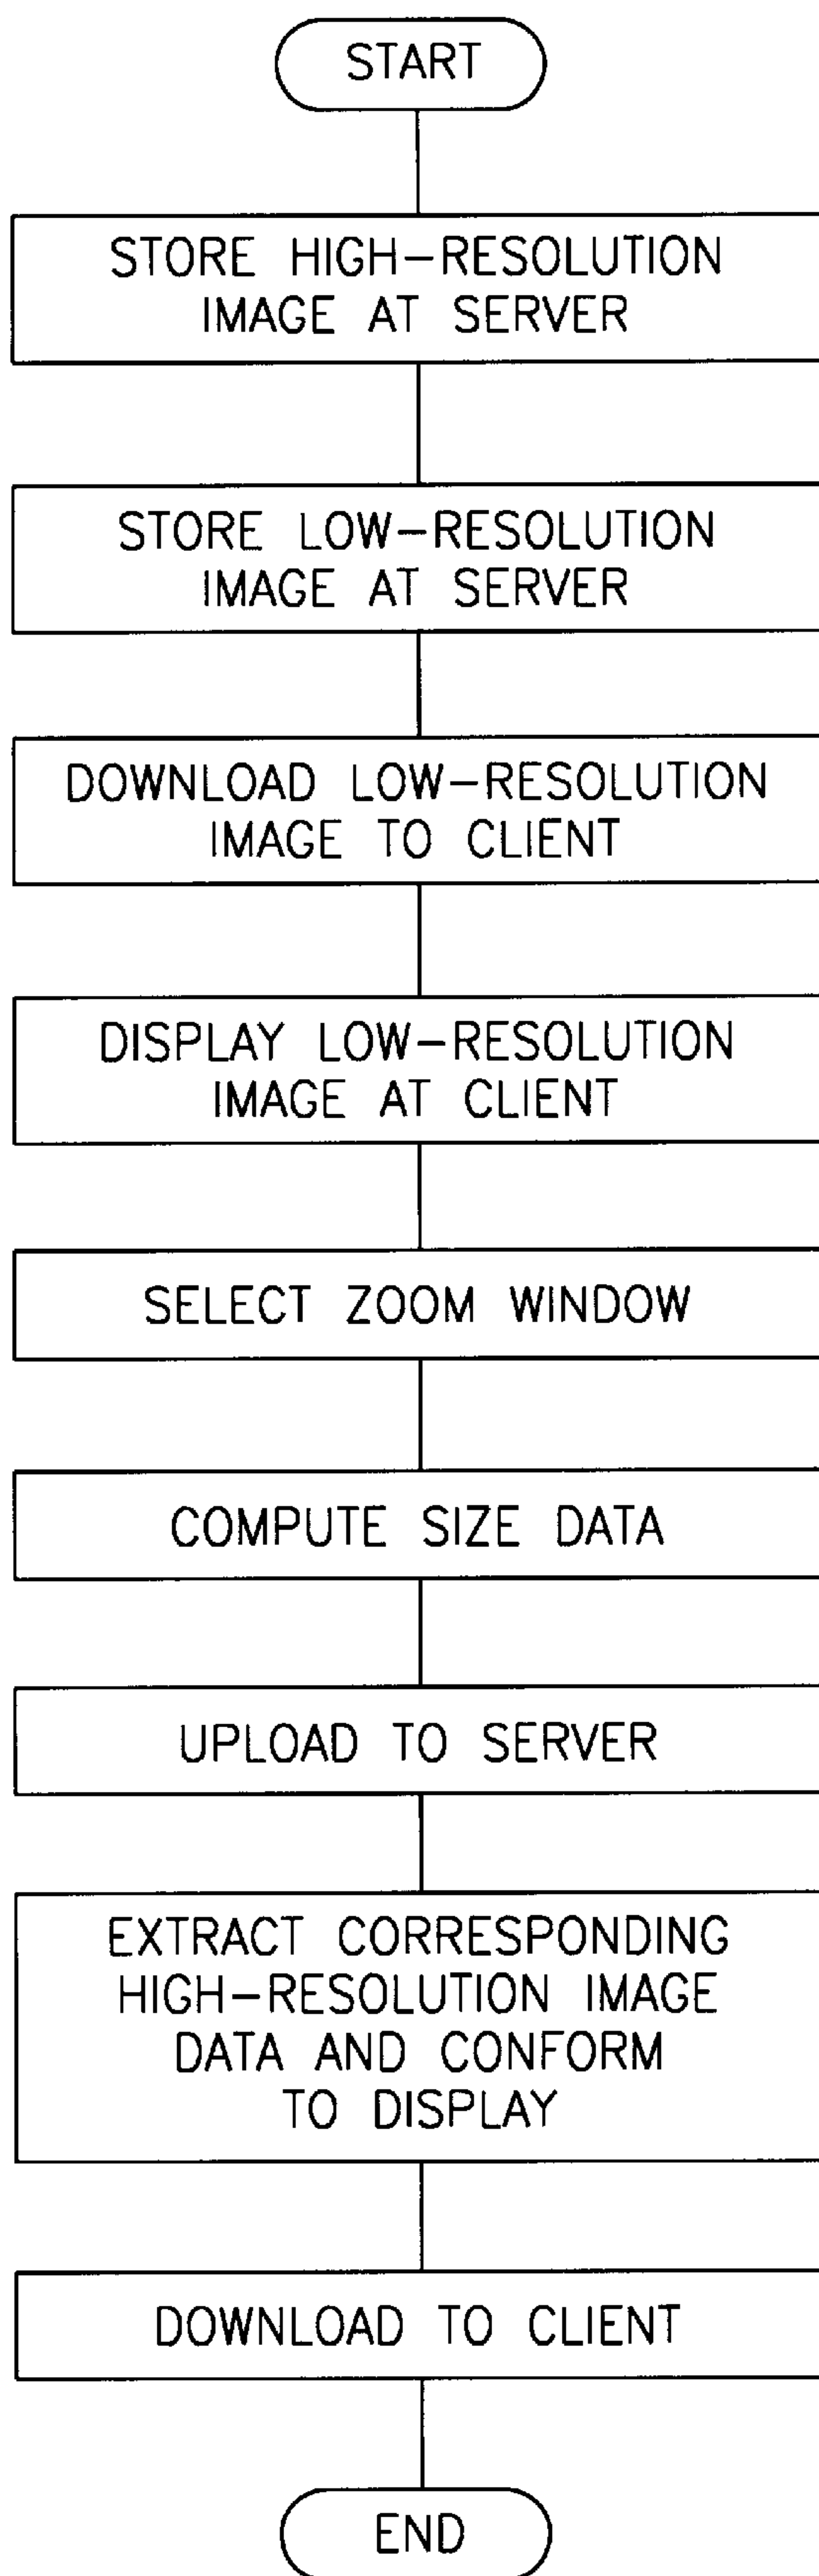 START
STORE HIGH-RESOLUTION
IMAGE AT SERVER
STORE LOW-RESOLUTION
IMAGE AT SERVER
DOWNLOAD LOW-RESOLUTION
IMAGE TO CLIENT
DISPLAY LOW-RESOLUTION
IMAGE AT CLIENT
SELECT ZOOM WINDOW
COMPUTE SIZE DATA
UPLOAD TO SERVER
EXTRACT CORRESPONDING
HIGH-RESOLUTION IMAGE
DATA AND CONFORM
TO DISPLAY
DOWNLOAD TO CLIENT
END